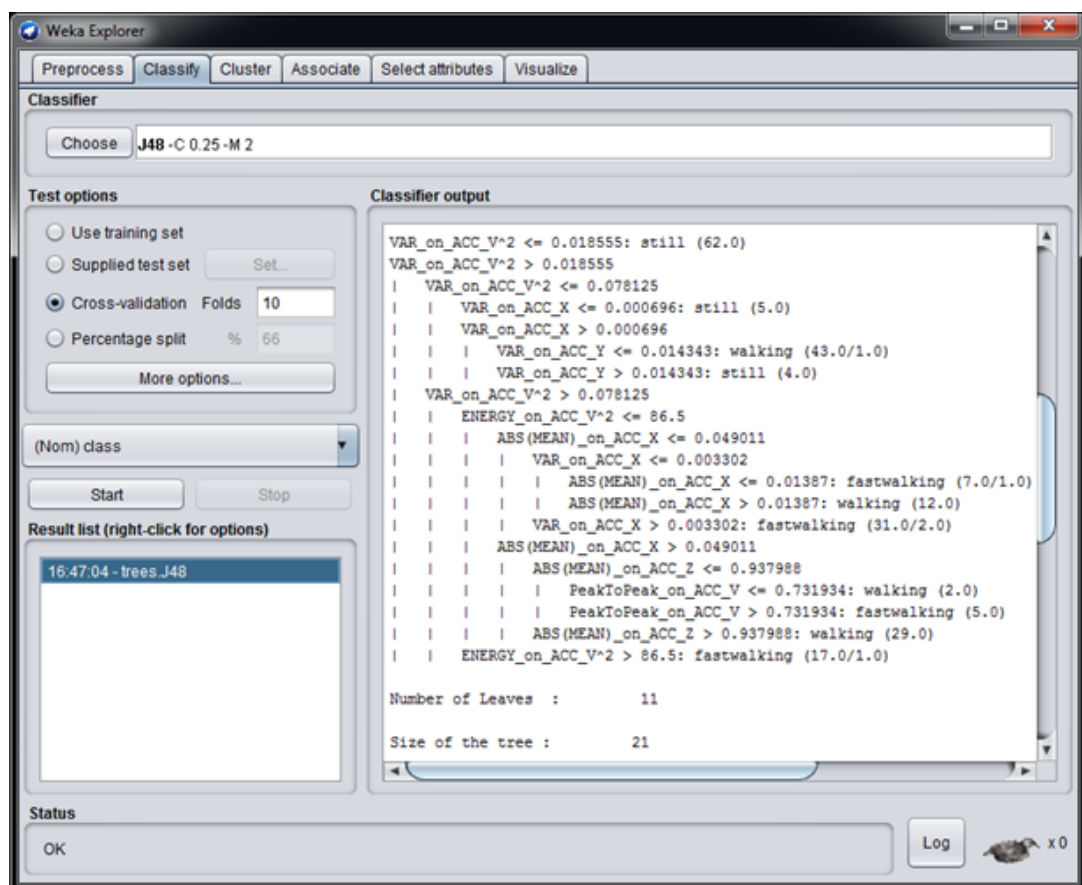 Weka Explorer
Preprocess Classify Cluster Associate Select attributes Visualize
Classifier
Choose J48 -C 0.25 -M 2
Test options
Use training set
Supplied test set Set...
Cross-validation Folds 10
Percentage split % 66
More options...
(Nom) class
Start Stop
Result list (right-click for options)
16:47:04 - trees.J48
Classifier output
VAR_on_ACC_V^2 <= 0.018555: still (62.0)
VAR_on_ACC_V^2 > 0.018555
|   VAR_on_ACC_V^2 <= 0.078125
|   |   VAR_on_ACC_X <= 0.000696: still (5.0)
|   |   VAR_on_ACC_X > 0.000696
|   |   |   VAR_on_ACC_Y <= 0.014343: walking (43.0/1.0)
|   |   |   VAR_on_ACC_Y > 0.014343: still (4.0)
|   VAR_on_ACC_V^2 > 0.078125
|   |   ENERGY_on_ACC_V^2 <= 86.5
|   |   |   ABS(MEAN)_on_ACC_X <= 0.049011
|   |   |   |   VAR_on_ACC_X <= 0.003302
|   |   |   |   |   ABS(MEAN)_on_ACC_X <= 0.01387: fastwalking (7.0/1.0)
|   |   |   |   |   ABS(MEAN)_on_ACC_X > 0.01387: walking (12.0)
|   |   |   |   VAR_on_ACC_X > 0.003302: fastwalking (31.0/2.0)
|   |   |   ABS(MEAN)_on_ACC_X > 0.049011
|   |   |   |   ABS(MEAN)_on_ACC_Z <= 0.937988
|   |   |   |   |   PeakToPeak_on_ACC_V <= 0.731934: walking (2.0)
|   |   |   |   |   PeakToPeak_on_ACC_V > 0.731934: fastwalking (5.0)
|   |   |   |   ABS(MEAN)_on_ACC_Z > 0.937988: walking (29.0)
|   |   ENERGY_on_ACC_V^2 > 86.5: fastwalking (17.0/1.0)
Number of Leaves  :  11
Size of the tree :  21
Status
OK
Log x 0